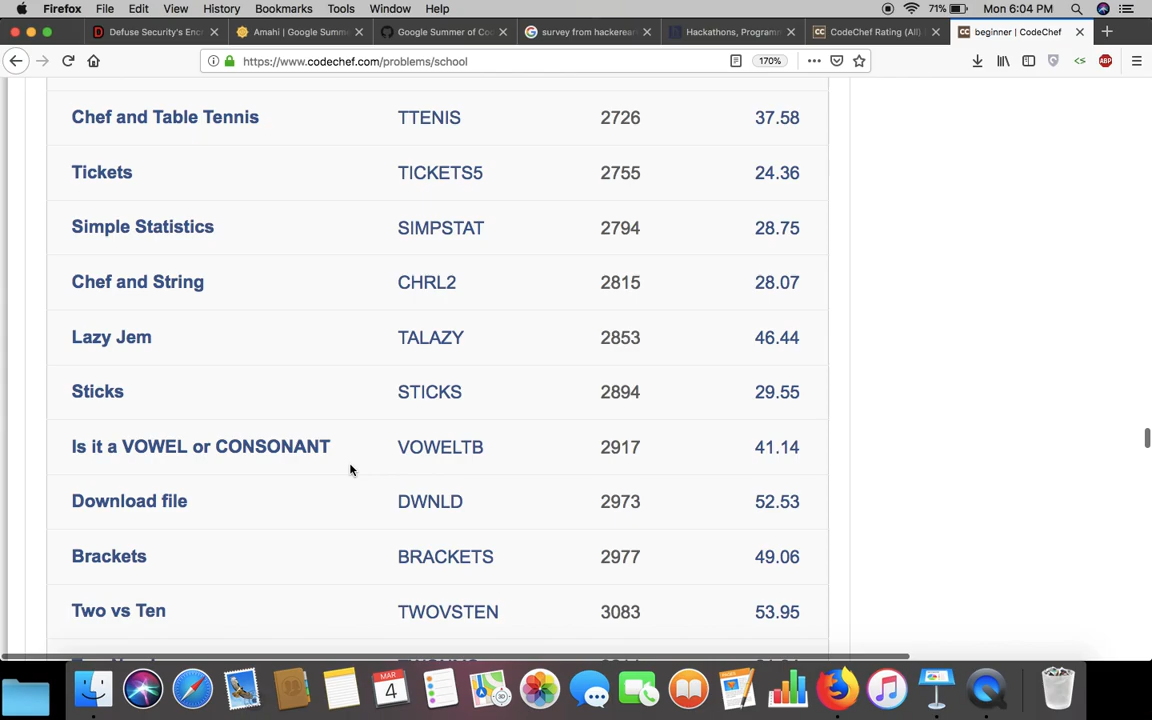 Firefox File Edit View History Bookmarks Tools Window Help 71% Mon 6:04 PM
Defuse Security's Enc Amahi | Google Summe Google Summer of Co survey from hackerear Hackathons, Programm CodeChef Rating (All) beginner | CodeChef
https://www.codechef.com/problems/school 170% ABP
Chef and Table Tennis TTENIS 2726 37.58
Tickets TICKETS5 2755 24.36
Simple Statistics SIMPSTAT 2794 28.75
Chef and String CHRL2 2815 28.07
Lazy Jem TALAZY 2853 46.44
Sticks STICKS 2894 29.55
Is it a VOWEL or CONSONANT VOWELTB 2917 41.14
Download file DWNLD 2973 52.53
Brackets BRACKETS 2977 49.06
Two vs Ten TWOVSTEN 3083 53.95
MAR
4